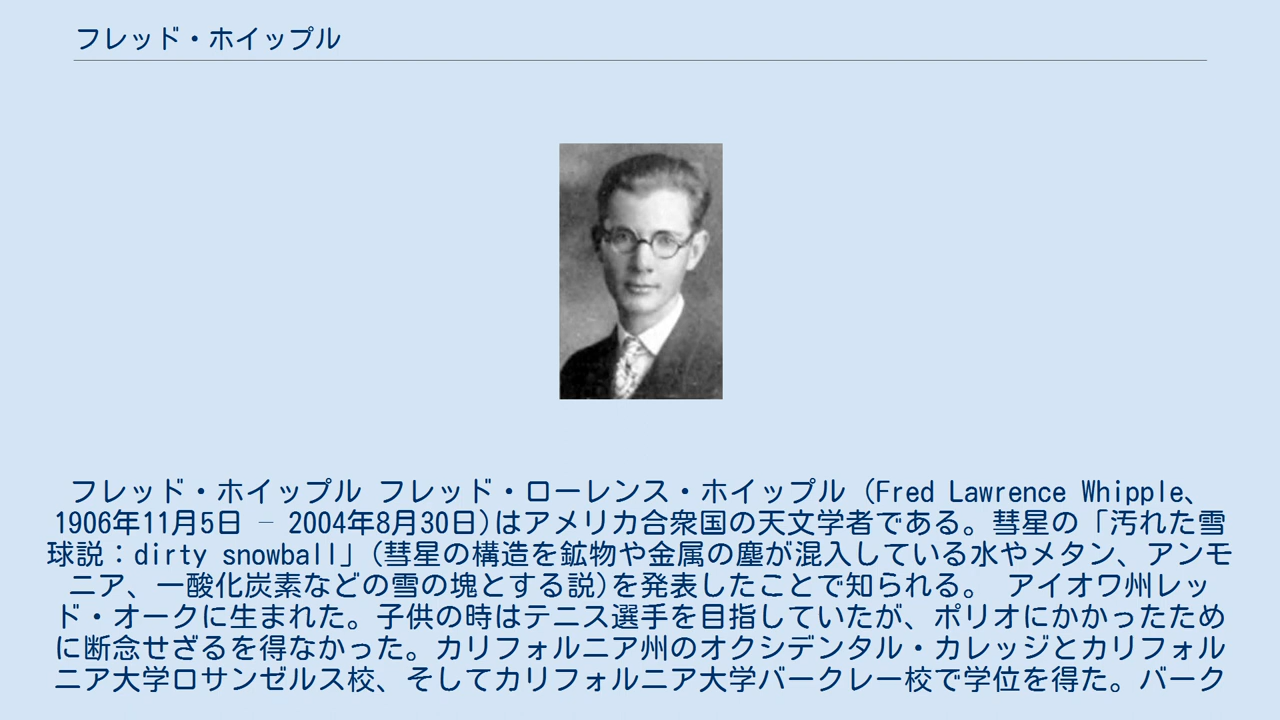 フレッド・ホイップル
フレッド・ホイップル フレッド・ローレンス・ホイップル（Fred Lawrence Whipple、
1906年11月5日 – 2004年8月30日)はアメリカ合衆国の天文学者である。彗星の「汚れた雪
球説：dirty snowball」(彗星の構造を鉱物や金属の塵が混入している水やメタン、アンモ
ニア、一酸化炭素などの雪の塊とする説)を発表したことで知られる。 アイオワ州レッ
ド・オークに生まれた。子供の時はテニス選手を目指していたが、ポリオにかかったため
に断念せざるを得なかった。カリフォルニア州のオクシデンタル・カレッジとカリフォル
ニア大学ロサンゼルス校、そしてカリフォルニア大学バークレー校で学位を得た。バーク